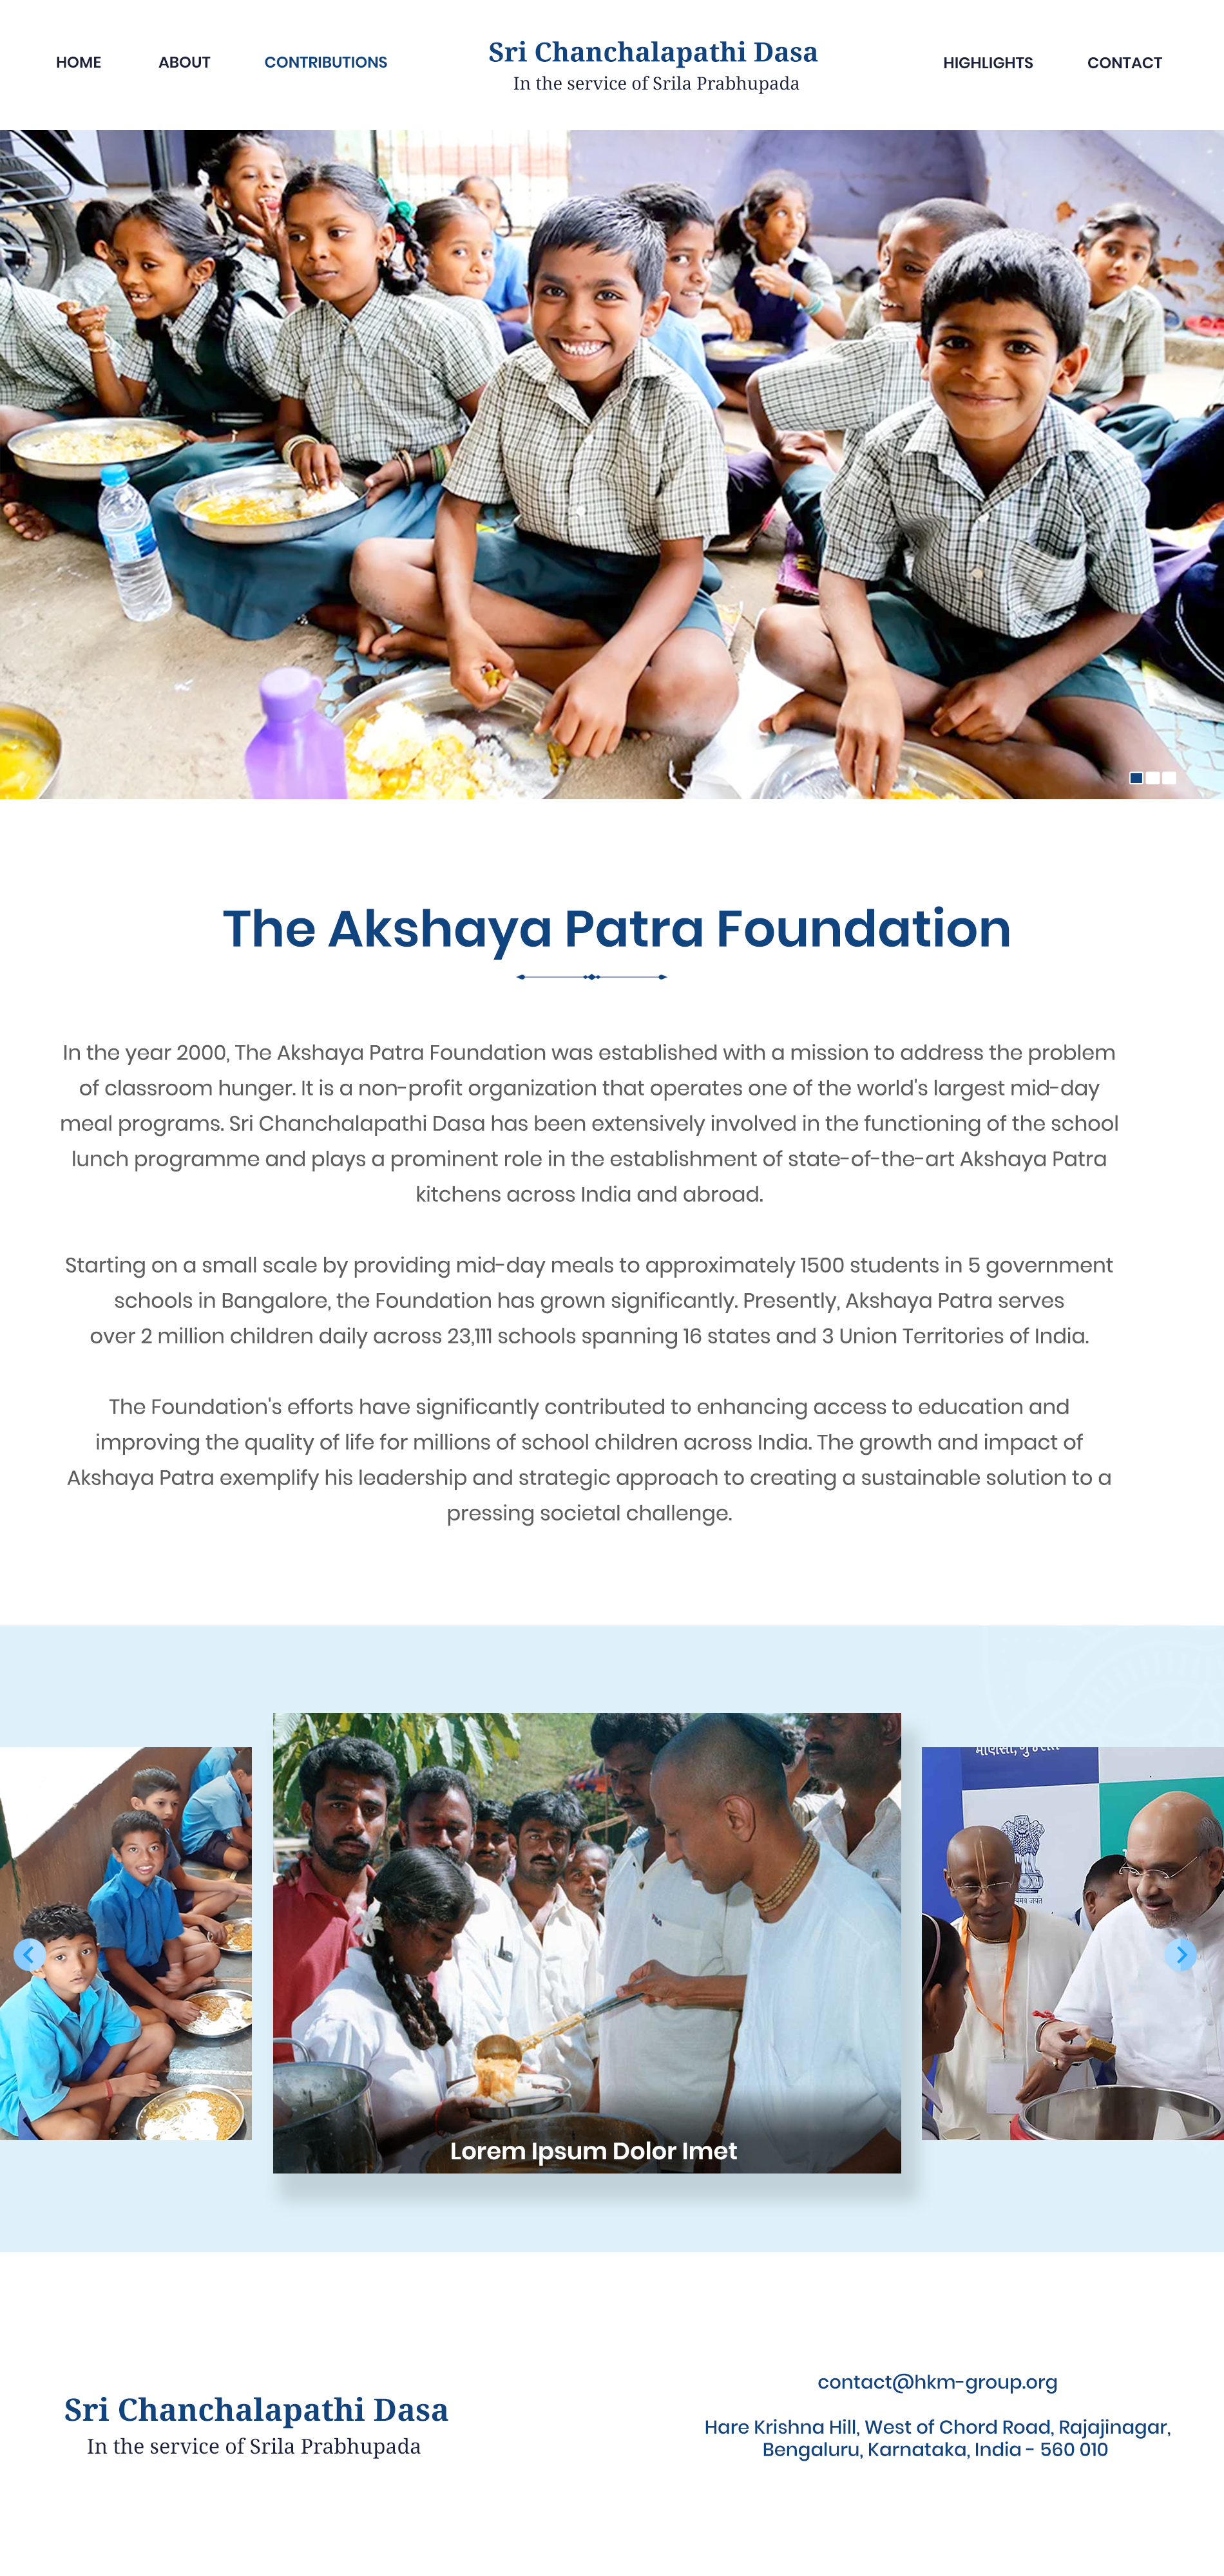 HOME ABOUT CONTRIBUTIONS
Sri Chanchalapathi Dasa
In the service of Srila Prabhupada
HIGHLIGHTS CONTACT
The Akshaya Patra Foundation
In the year 2000, The Akshaya Patra Foundation was established with a mission to address the problem
of classroom hunger. It is a non-profit organization that operates one of the world's largest mid-day
meal programs. Sri Chanchalapathi Dasa has been extensively involved in the functioning of the school
lunch programme and plays a prominent role in the establishment of state-of-the-art Akshaya Patra
kitchens across India and abroad.
Starting on a small scale by providing mid-day meals to approximately 1500 students in 5 government
schools in Bangalore, the Foundation has grown significantly. Presently, Akshaya Patra serves
over 2 million children daily across 23,111 schools spanning 16 states and 3 Union Territories of India.
The Foundation's efforts have significantly contributed to enhancing access to education and
improving the quality of life for millions of school children across India. The growth and impact of
Akshaya Patra exemplify his leadership and strategic approach to creating a sustainable solution to a
pressing societal challenge.
Lorem Ipsum Dolor Imet
Sri Chanchalapathi Dasa
In the service of Srila Prabhupada
contact@hkm-group.org
Hare Krishna Hill, West of Chord Road, Rajajinagar,
Bengaluru, Karnataka, India - 560 010